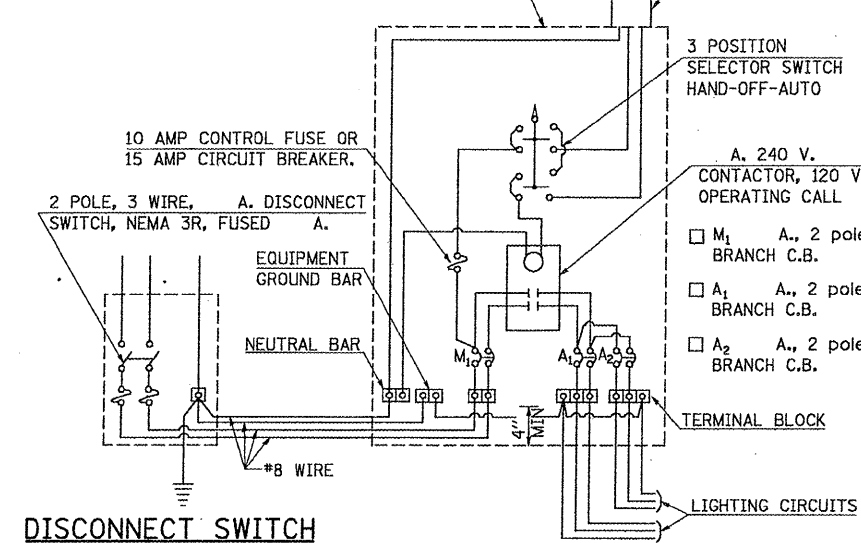 3 POSITION
SELECTOR SWITCH
HAND-OFF-AUTO
10 AMP CONTROL FUSE OR
15 AMP CIRCUIT BREAKER.
A. 240 V.
CONTACTOR, 120 V
OPERATING CALL
2 POLE, 3 WIRE, A. DISCONNECT
SWITCH, NEMA 3R, FUSED A.
M₁ A., 2 pole
BRANCH C.B.
EQUIPMENT
GROUND BAR
A₁ A., 2 pole
BRANCH C.B.
NEUTRAL BAR
M₁
A₁
A₂
A₂ A., 2 pole
BRANCH C.B.
4"
MIN
TERMINAL BLOCK
#8 WIRE
LIGHTING CIRCUITS
DISCONNECT SWITCH